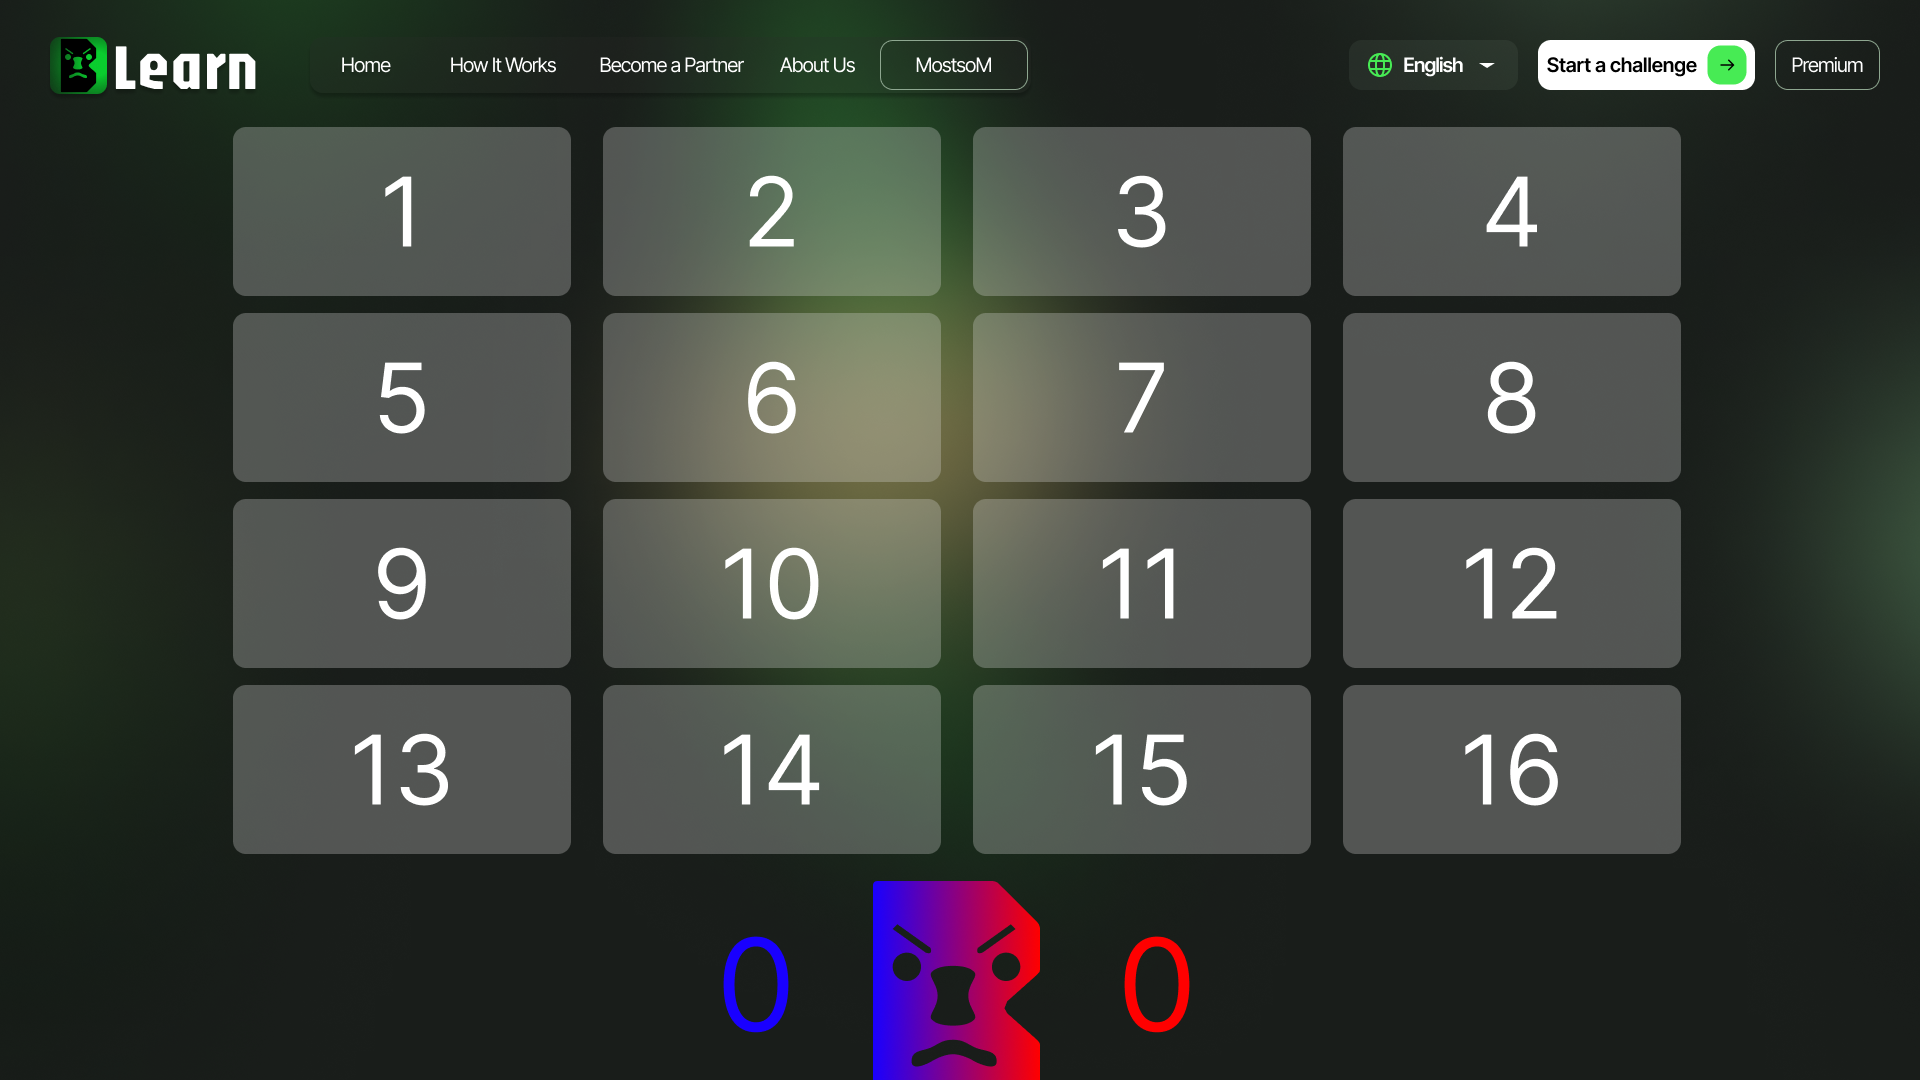 Learn
Home How It Works Become a Partner About Us MostsoM English Start a challenge Premium
1 2 3 4
5 6 7 8
9 10 11 12
13 14 15 16
0 0